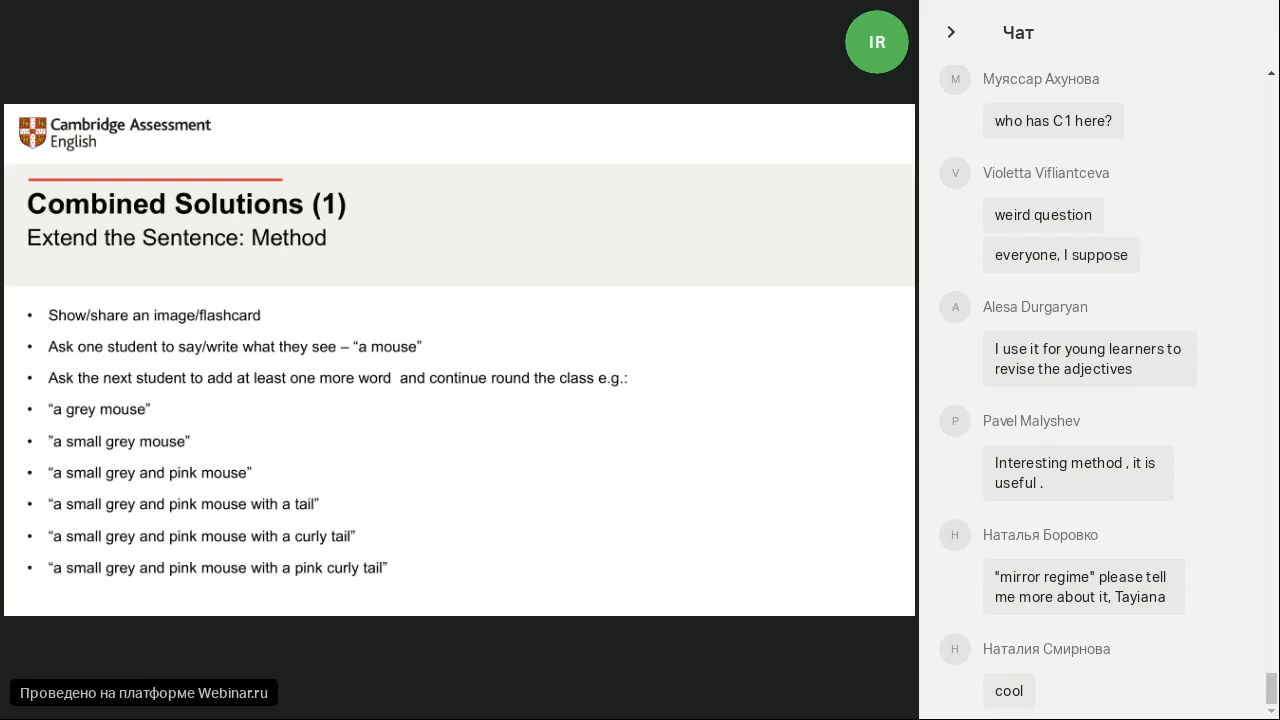 IR
Cambridge Assessment
English
Combined Solutions (1)
Extend the Sentence: Method
• Show/share an image/flashcard
• Ask one student to say/write what they see – “a mouse”
• Ask the next student to add at least one more word  and continue round the class e.g.:
• “a grey mouse”
• ”a small grey mouse”
• “a small grey and pink mouse”
• “a small grey and pink mouse with a tail”
• “a small grey and pink mouse with a curly tail”
• “a small grey and pink mouse with a pink curly tail”
Проведено на платформе Webinar.ru
Чат
М
Муяссар Ахунова
who has C1 here?
V
Violetta Vifliantceva
weird question
everyone, I suppose
A
Alesa Durgaryan
I use it for young learners to
revise the adjectives
P
Pavel Malyshev
Interesting method , it is
useful .
Н
Наталья Боровко
"mirror regime" please tell
me more about it, Tayiana
Н
Наталия Смирнова
cool